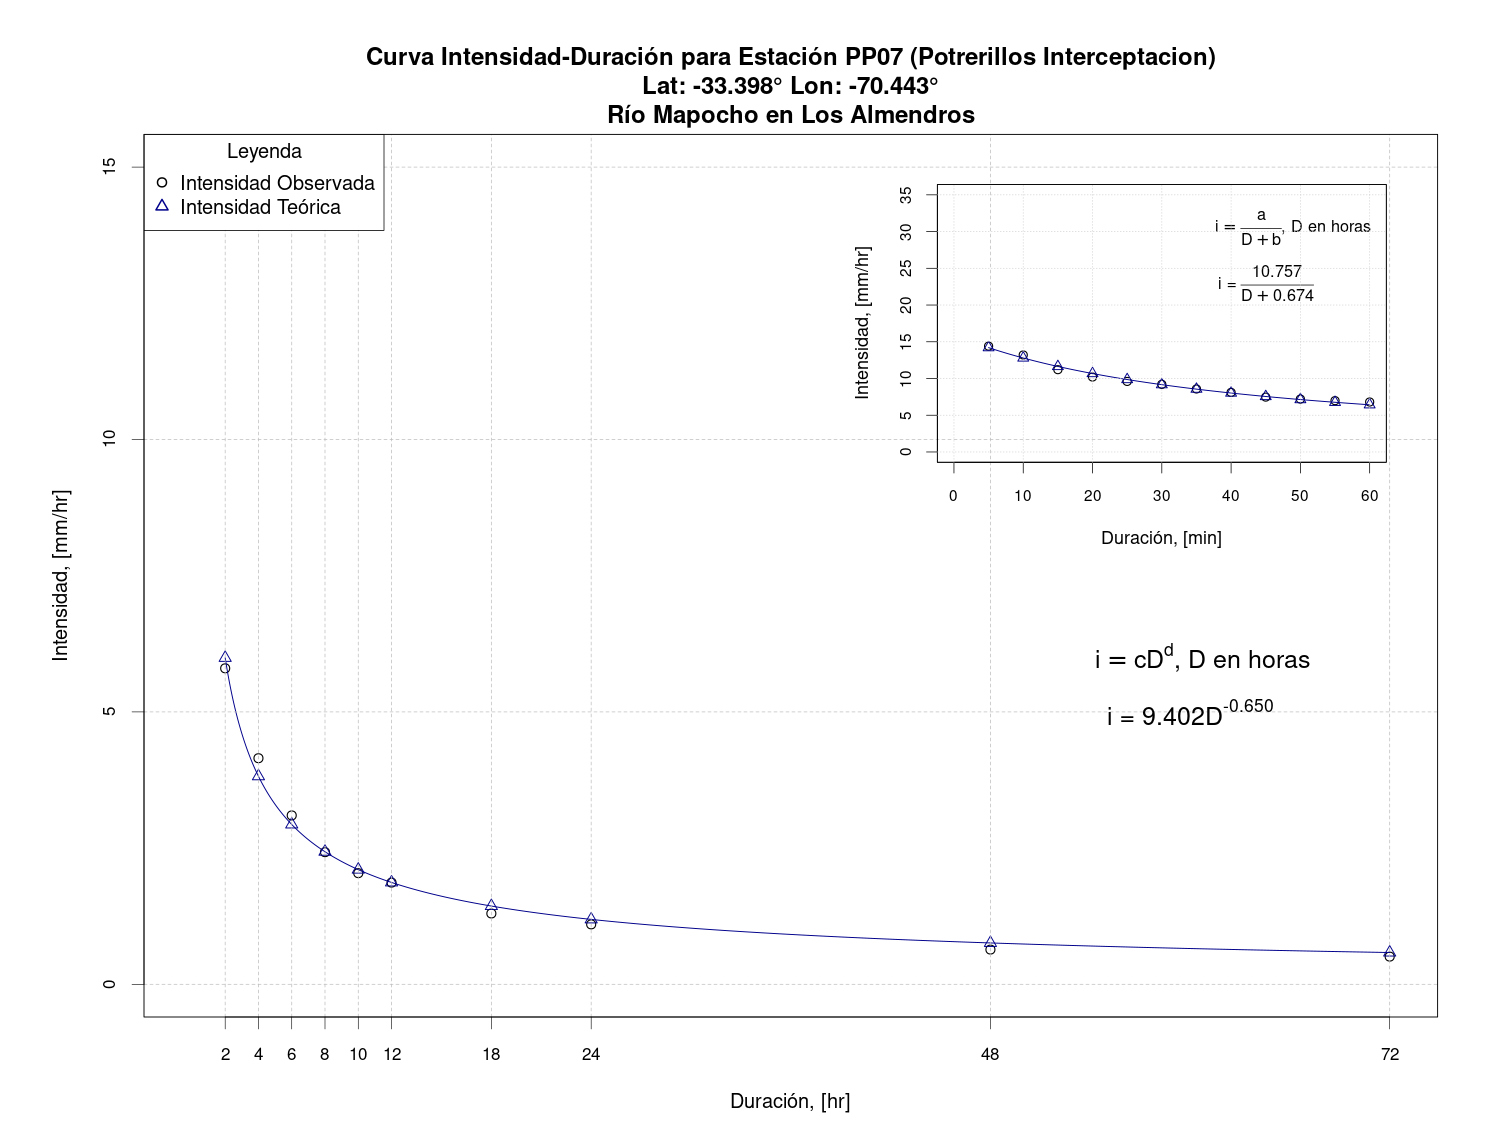 Curva Intensidad-Duración para Estación PP07 (Potrerillos Interceptacion)
Lat: -33.398° Lon: -70.443°
Río Mapocho en Los Almendros
Leyenda
Intensidad Observada
Intensidad Teórica
Intensidad, [mm/hr]
15
10
5
0
2 4 6 8 10 12 18 24 48 72
Duración, [hr]
Intensidad, [mm/hr]
35
30
25
20
15
10
5
0
0 10 20 30 40 50 60
Duración, [min]
i = a / D + b, D en horas
i = 10.757 / D + 0.674
i = cD^d, D en horas
i = 9.402D^-0.650